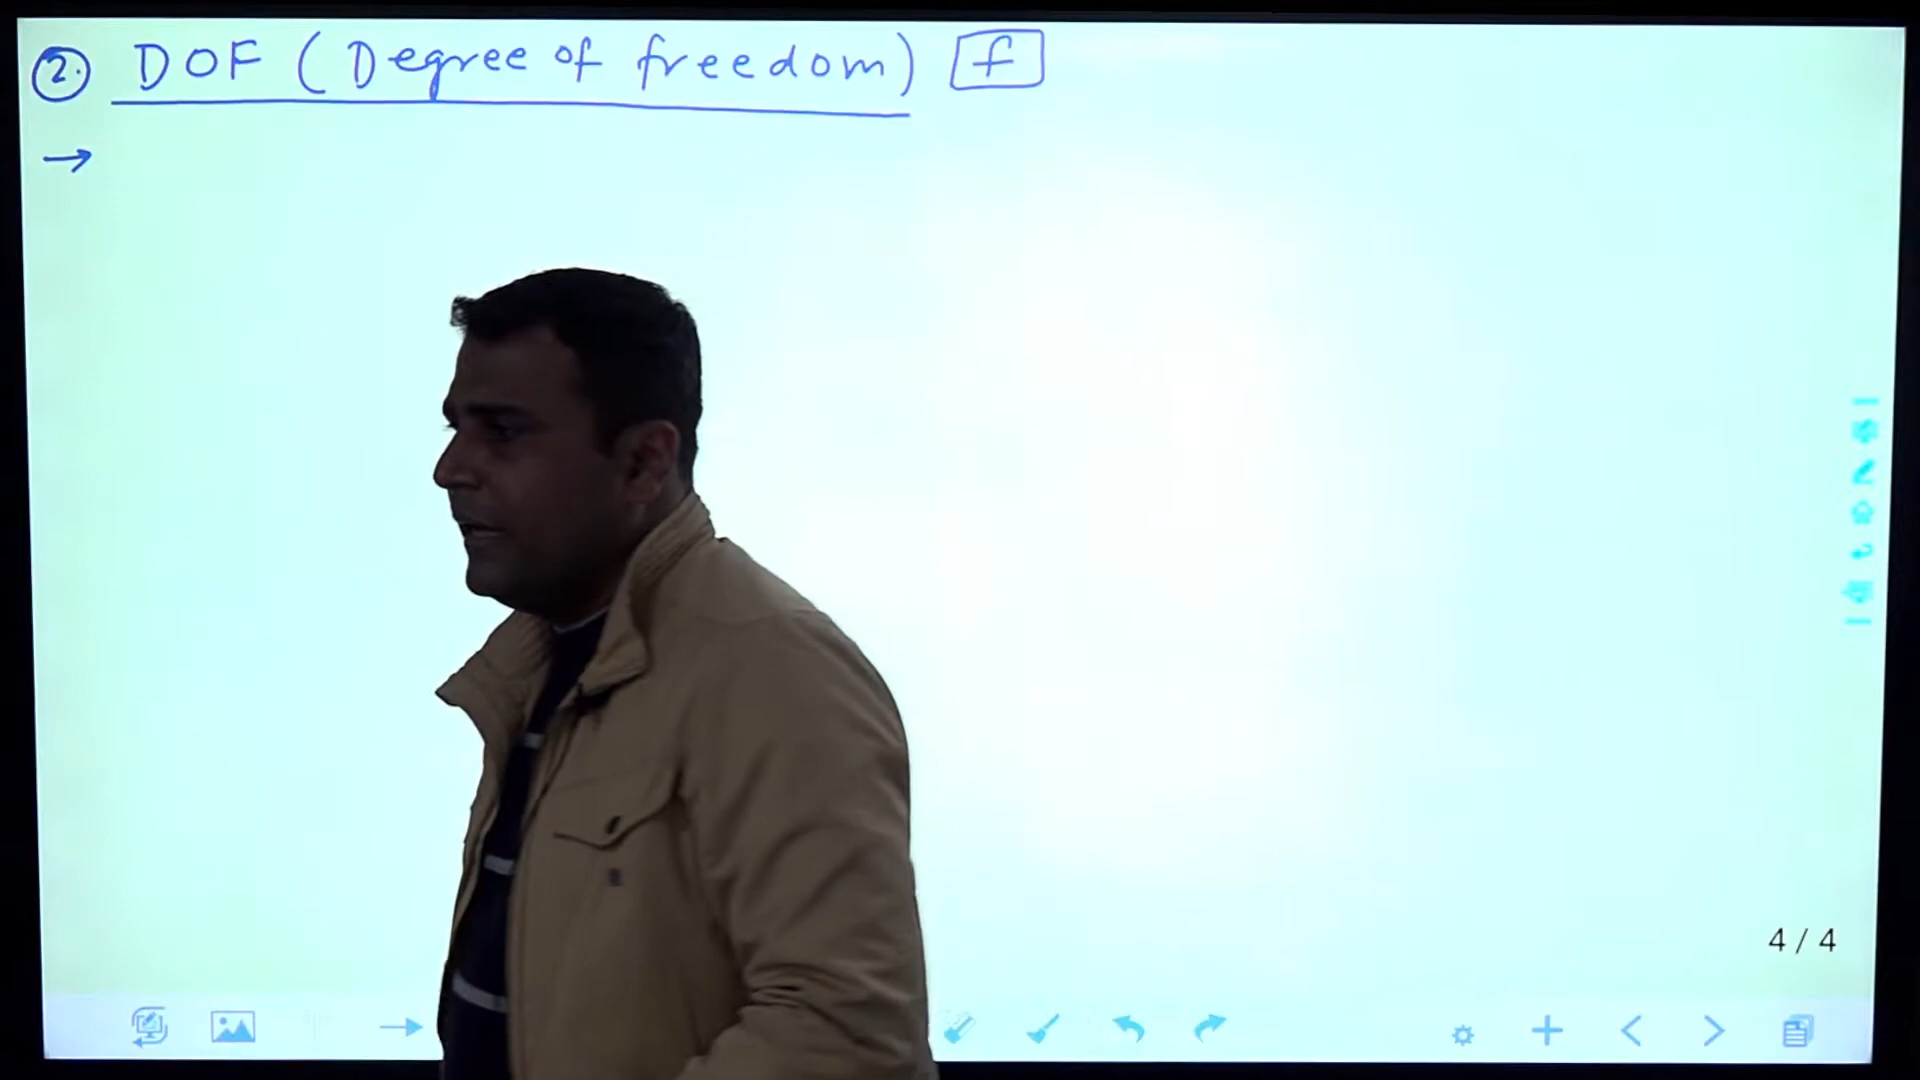 2. DOF (Degree of freedom) f
→
4 / 4